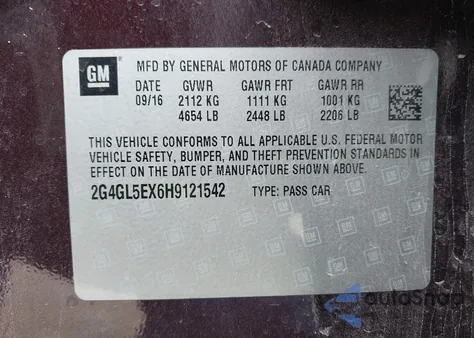 GM
MFD BY GENERAL MOTORS OF CANADA COMPANY
DATE GVWR GAWR FRT GAWR RR
09/16 2112 KG 1111 KG 1001 KG
4654 LB 2448 LB 2206 LB
THIS VEHICLE CONFORMS TO ALL APPLICABLE U.S. FEDERAL MOTOR
VEHICLE SAFETY, BUMPER, AND THEFT PREVENTION STANDARDS IN
EFFECT ON THE DATE OF MANUFACTURE SHOWN ABOVE.
2G4GL5EX6H9121542 TYPE: PASS CAR
autoSnap